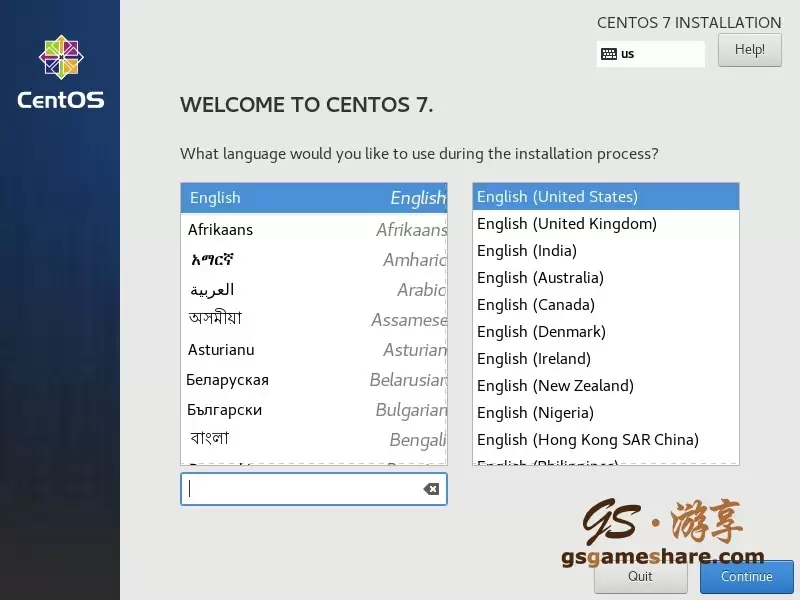 CENTOS 7 INSTALLATION
us
Help!
CentOS
WELCOME TO CENTOS 7.
What language would you like to use during the installation process?
English English
Afrikaans Afrikaans
አማርኛ Amharic
العربية Arabic
অসমীয়া Assamese
Asturianu Asturian
Беларуская Belarusian
Български Bulgarian
বাংলা Bengali
English (United States)
English (United Kingdom)
English (India)
English (Australia)
English (Canada)
English (Denmark)
English (Ireland)
English (New Zealand)
English (Nigeria)
English (Hong Kong SAR China)
English (Philippines)
GS·游享
gsgameshare.com
Quit
Continue